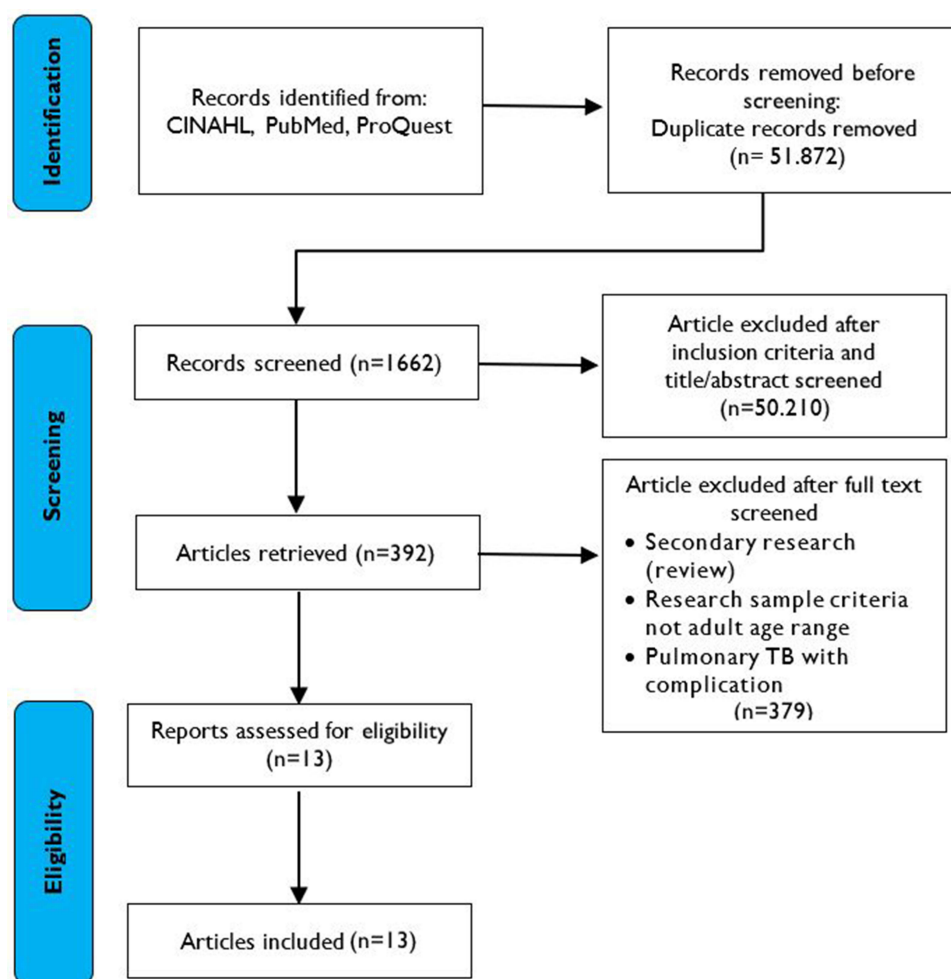 Identification
Records identified from:
CINAHL, PubMed, ProQuest
Records removed before
screening:
Duplicate records removed
(n= 51.872)
Screening
Records screened (n=1662)
Article excluded after
inclusion criteria and
title/abstract screened
(n=50.210)
Articles retrieved (n=392)
Article excluded after full text
screened
• Secondary research
(review)
• Research sample criteria
not adult age range
• Pulmonary TB with
complication
(n=379)
Eligibility
Reports assessed for eligibility
(n=13)
Articles included (n=13)